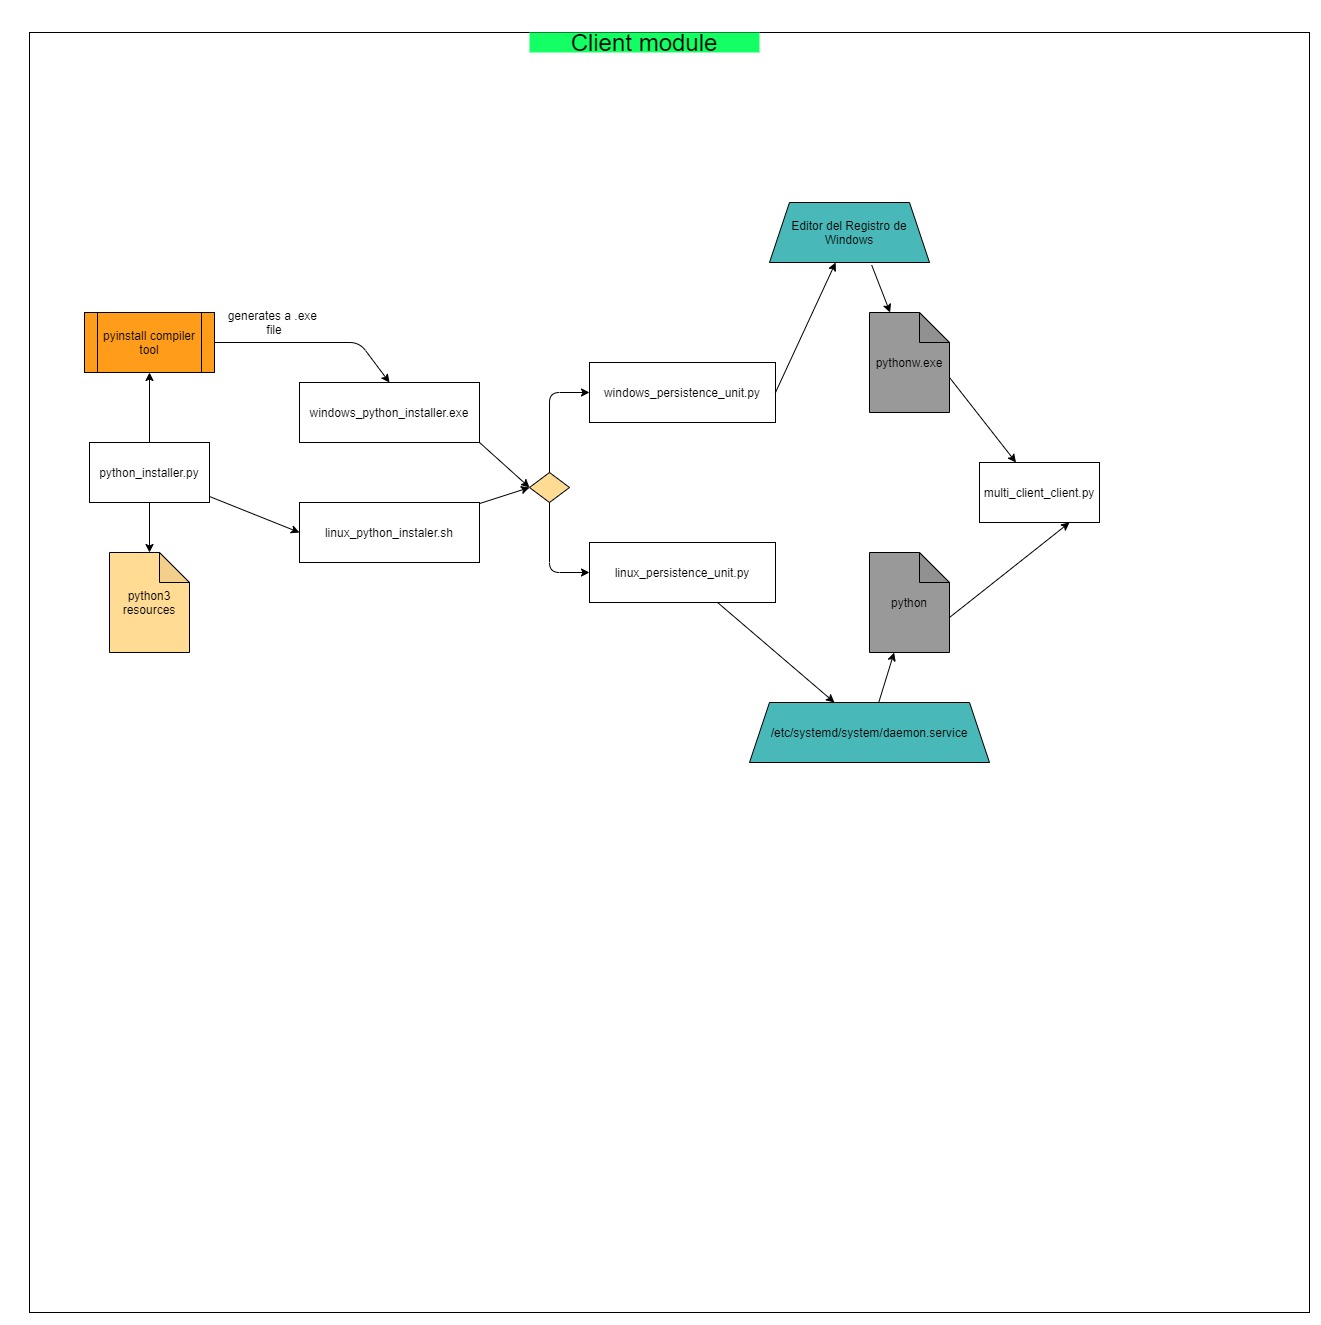 Client module
Editor del Registro de
Windows
generates a .exe
file
pyinstall compiler
tool
pythonw.exe
windows_persistence_unit.py
windows_python_installer.exe
python_installer.py
multi_client_client.py
linux_python_instaler.sh
linux_persistence_unit.py
python3
resources
python
/etc/systemd/system/daemon.service